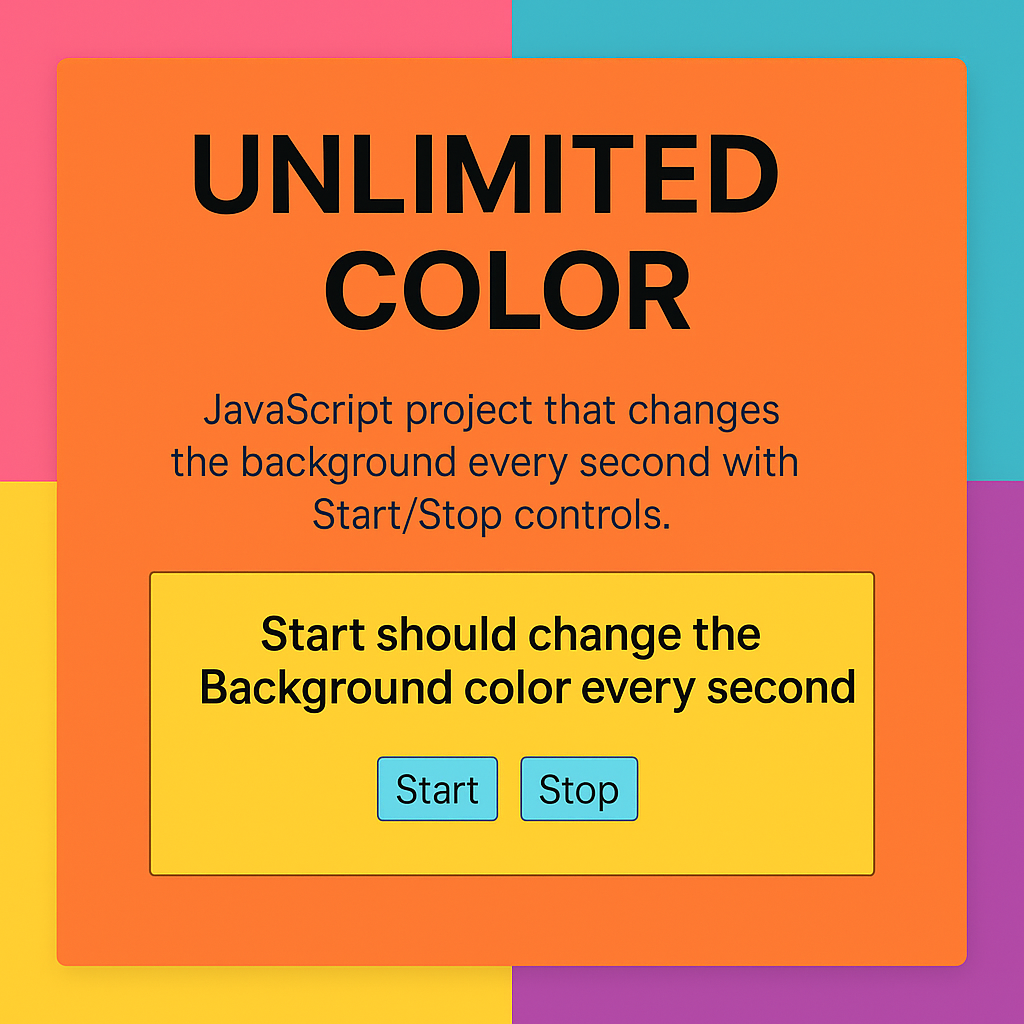 UNLIMITED
COLOR
JavaScript project that changes
the background every second with
Start/Stop controls.
Start should change the
Background color every second
Start Stop